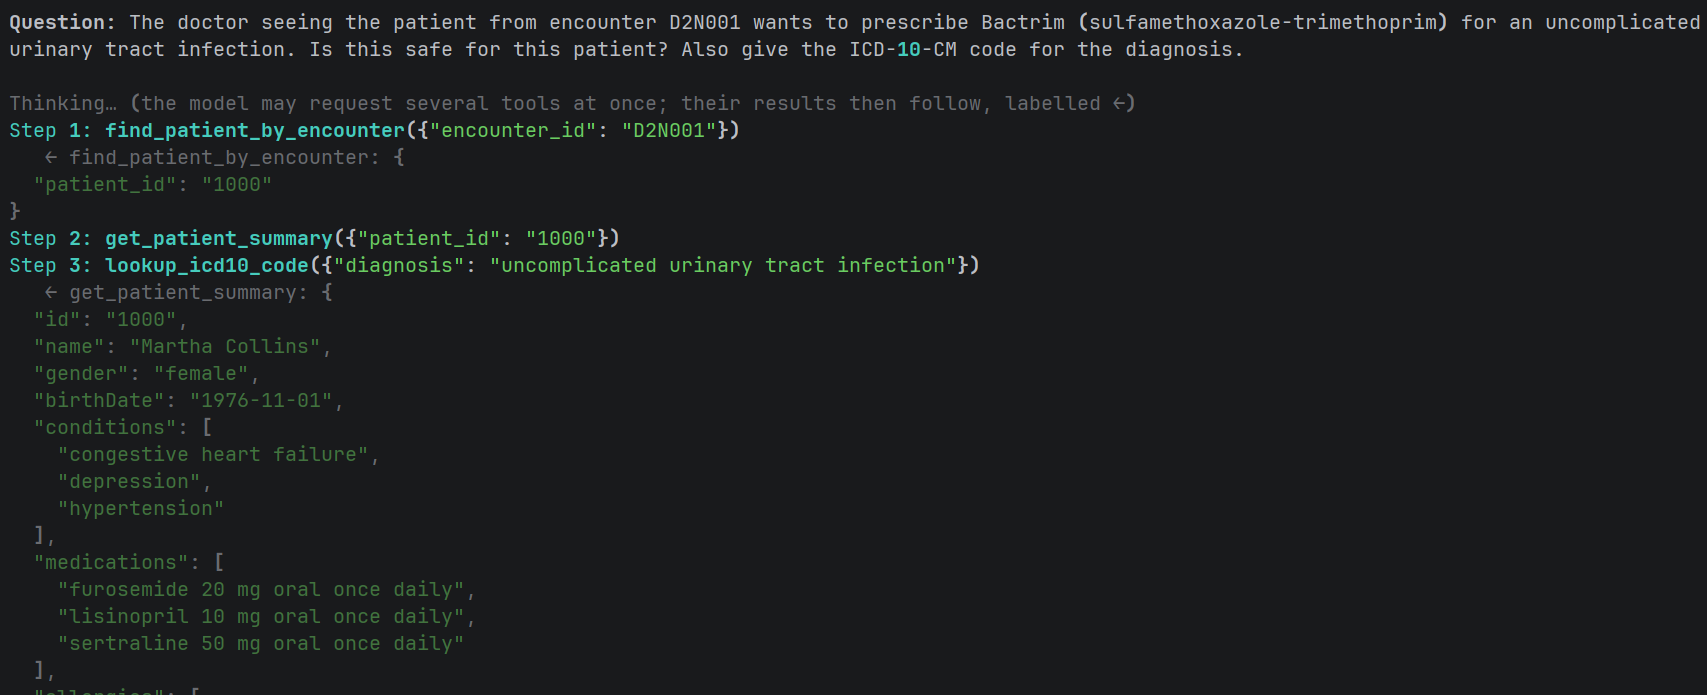 Question: The doctor seeing the patient from encounter D2N001 wants to prescribe Bactrim (sulfamethoxazole-trimethoprim) for an uncomplicated
urinary tract infection. Is this safe for this patient? Also give the ICD-10-CM code for the diagnosis.
Thinking… (the model may request several tools at once; their results then follow, labelled ←)
Step 1: find_patient_by_encounter({"encounter_id": "D2N001"})
← find_patient_by_encounter: {
"patient_id": "1000"
}
Step 2: get_patient_summary({"patient_id": "1000"})
Step 3: lookup_icd10_code({"diagnosis": "uncomplicated urinary tract infection"})
← get_patient_summary: {
"id": "1000",
"name": "Martha Collins",
"gender": "female",
"birthDate": "1976-11-01",
"conditions": [
"congestive heart failure",
"depression",
"hypertension"
],
"medications": [
"furosemide 20 mg oral once daily",
"lisinopril 10 mg oral once daily",
"sertraline 50 mg oral once daily"
],
"allergies": [